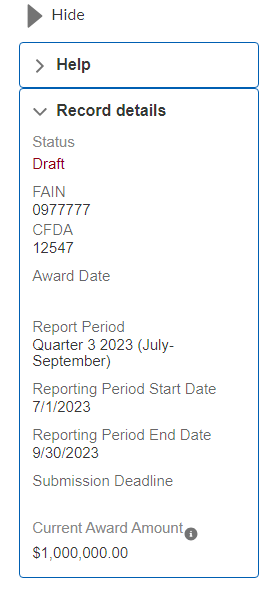 Hide
Help
Record details
Status
Draft
FAIN
0977777
CFDA
12547
Award Date
Report Period
Quarter 3 2023 (July-
September)
Reporting Period Start Date
7/1/2023
Reporting Period End Date
9/30/2023
Submission Deadline
Current Award Amount
$1,000,000.00